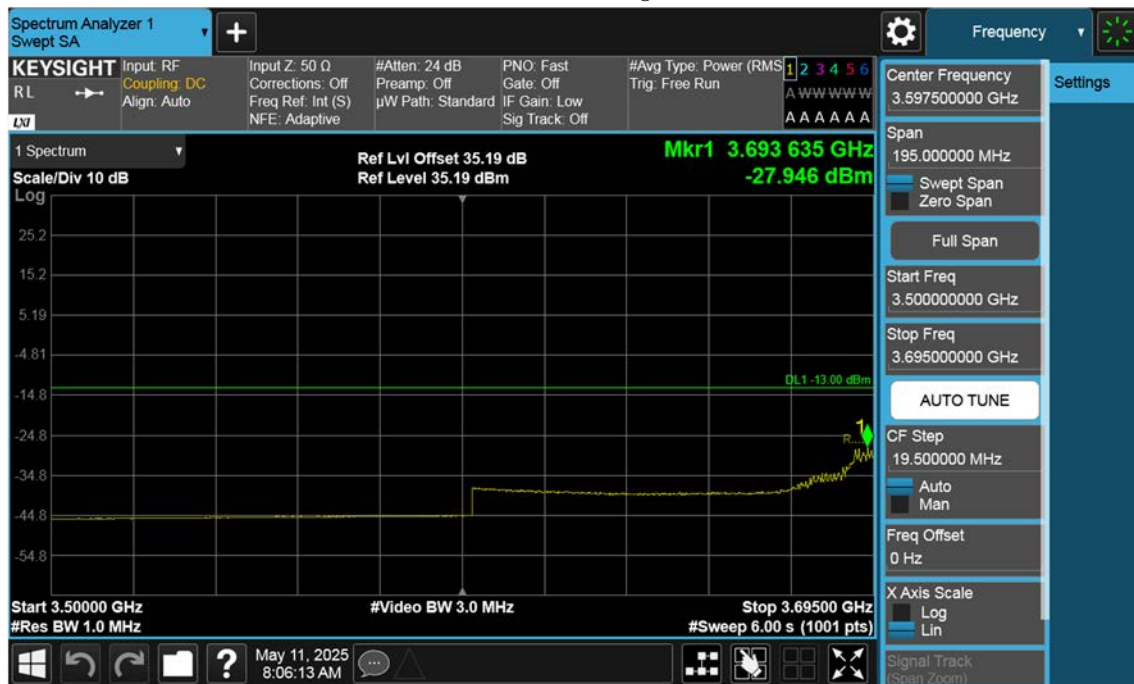 Spectrum Analyzer 1
Swept SA
Frequency
KEYSIGHT
RL
LXI
Input: RF
Coupling: DC
Align: Auto
Input Z: 50 Ω
Corrections: Off
Freq Ref: Int (S)
NFE: Adaptive
#Atten: 24 dB
Preamp: Off
µW Path: Standard
PNO: Fast
Gate: Off
IF Gain: Low
Sig Track: Off
#Avg Type: Power (RMS
Trig: Free Run
1 2 3 4 5 6
A W W W W W
A A A A A A
1 Spectrum
Scale/Div 10 dB
Log
Ref Lvl Offset 35.19 dB
Ref Level 35.19 dBm
Mkr1 3.693 635 GHz
-27.946 dBm
25.2
15.2
5.19
-4.81
DL1 -13.00 dBm
-14.8
1
R...
-24.8
-34.8
-44.8
-54.8
Start 3.50000 GHz
#Res BW 1.0 MHz
#Video BW 3.0 MHz
Stop 3.69500 GHz
#Sweep 6.00 s (1001 pts)
Center Frequency
3.597500000 GHz
Span
195.000000 MHz
Swept Span
Zero Span
Full Span
Start Freq
3.500000000 GHz
Stop Freq
3.695000000 GHz
AUTO TUNE
CF Step
19.500000 MHz
Auto
Man
Freq Offset
0 Hz
X Axis Scale
Log
Lin
Signal Track
(Span Zoom)
Settings
?
May 11, 2025
8:06:13 AM